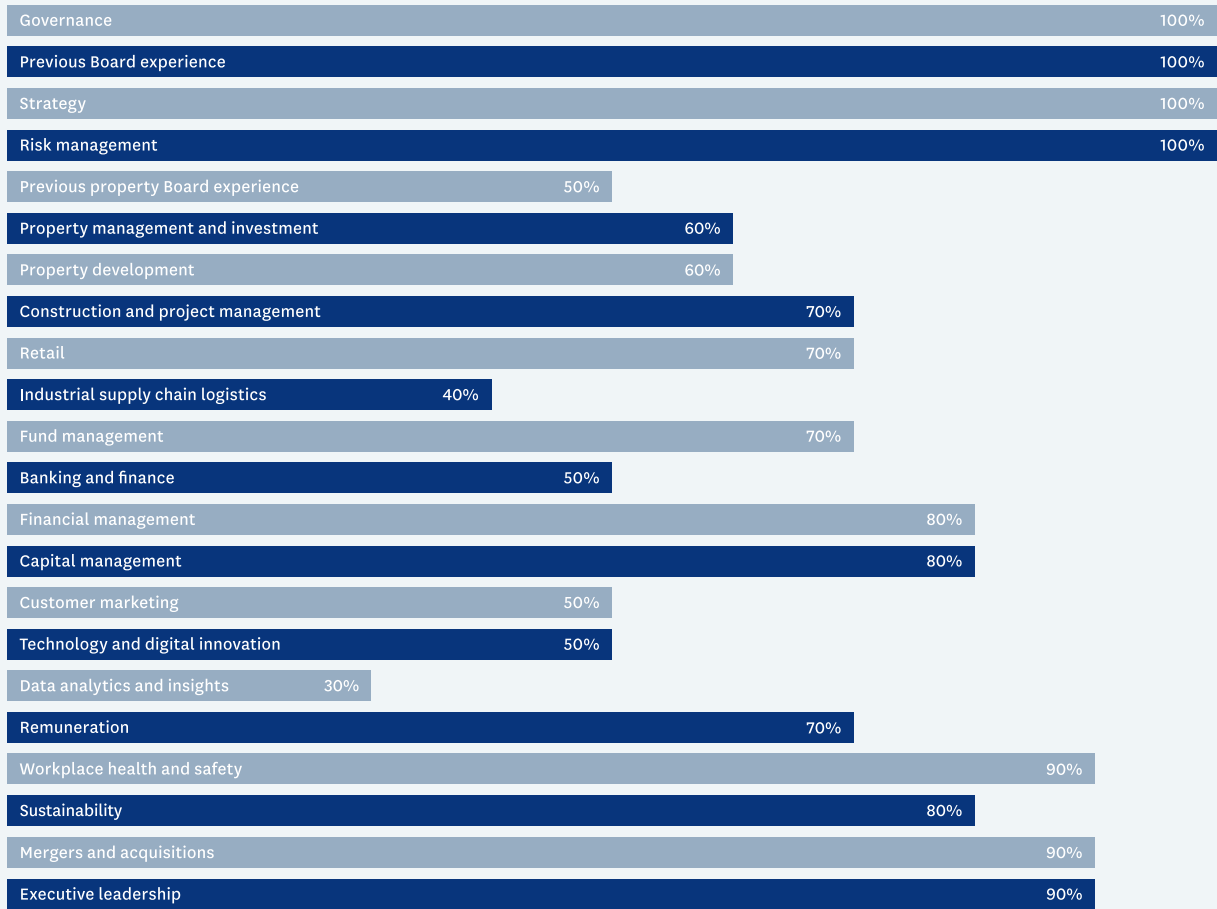 Governance 100%
Previous Board experience 100%
Strategy 100%
Risk management 100%
Previous property Board experience 50%
Property management and investment 60%
Property development 60%
Construction and project management 70%
Retail 70%
Industrial supply chain logistics 40%
Fund management 70%
Banking and finance 50%
Financial management 80%
Capital management 80%
Customer marketing 50%
Technology and digital innovation 50%
Data analytics and insights 30%
Remuneration 70%
Workplace health and safety 90%
Sustainability 80%
Mergers and acquisitions 90%
Executive leadership 90%